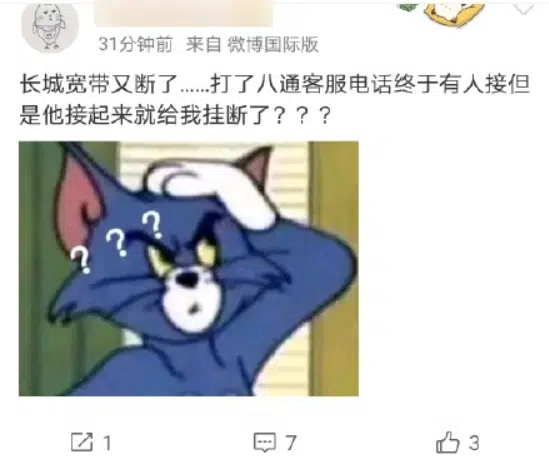 31分钟前 来自 微博国际版
长城宽带又断了......打了八通客服电话终于有人接但
是他接起来就给我挂断了？？？
? ? ?
1 7 3